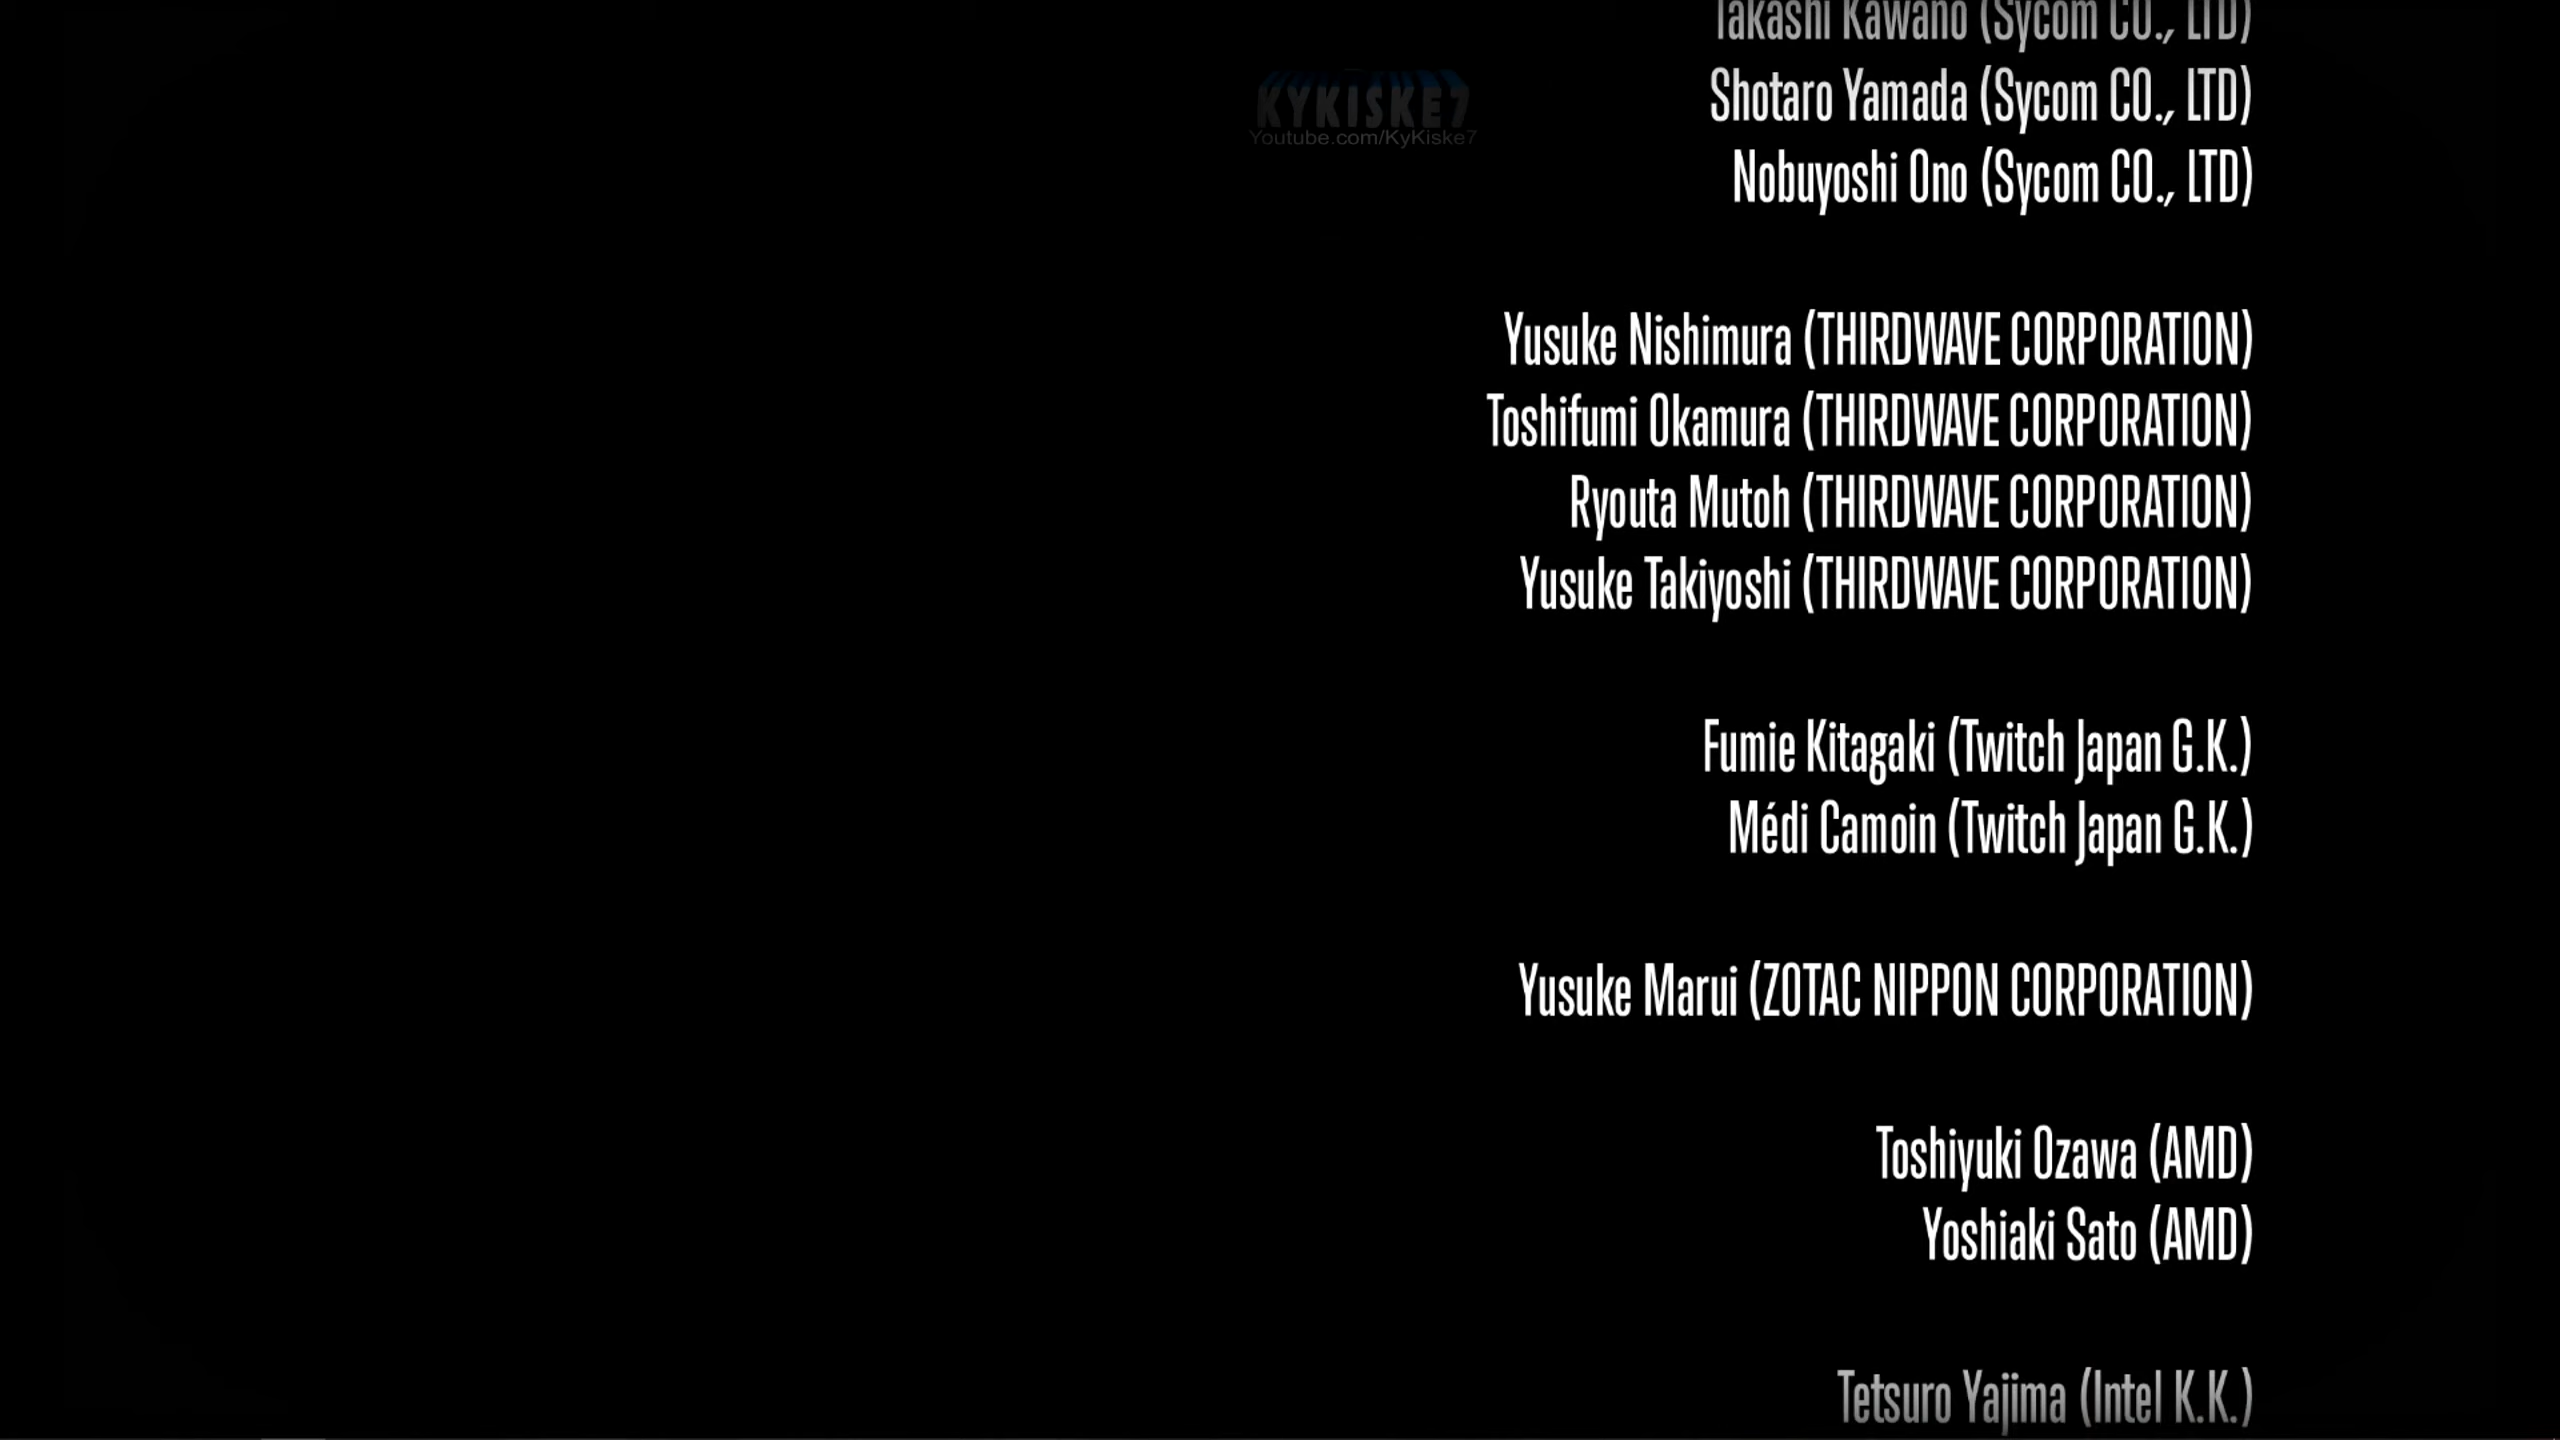 Takashi Kawano (Sycom CO., LTD)
KYKISKE7
Youtube.com/KyKiske7
Shotaro Yamada (Sycom CO., LTD)
Nobuyoshi Ono (Sycom CO., LTD)
Yusuke Nishimura (THIRDWAVE CORPORATION)
Toshifumi Okamura (THIRDWAVE CORPORATION)
Ryouta Mutoh (THIRDWAVE CORPORATION)
Yusuke Takiyoshi (THIRDWAVE CORPORATION)
Fumie Kitagaki (Twitch Japan G.K.)
Médi Camoin (Twitch Japan G.K.)
Yusuke Marui (ZOTAC NIPPON CORPORATION)
Toshiyuki Ozawa (AMD)
Yoshiaki Sato (AMD)
Tetsuro Yajima (Intel K.K.)